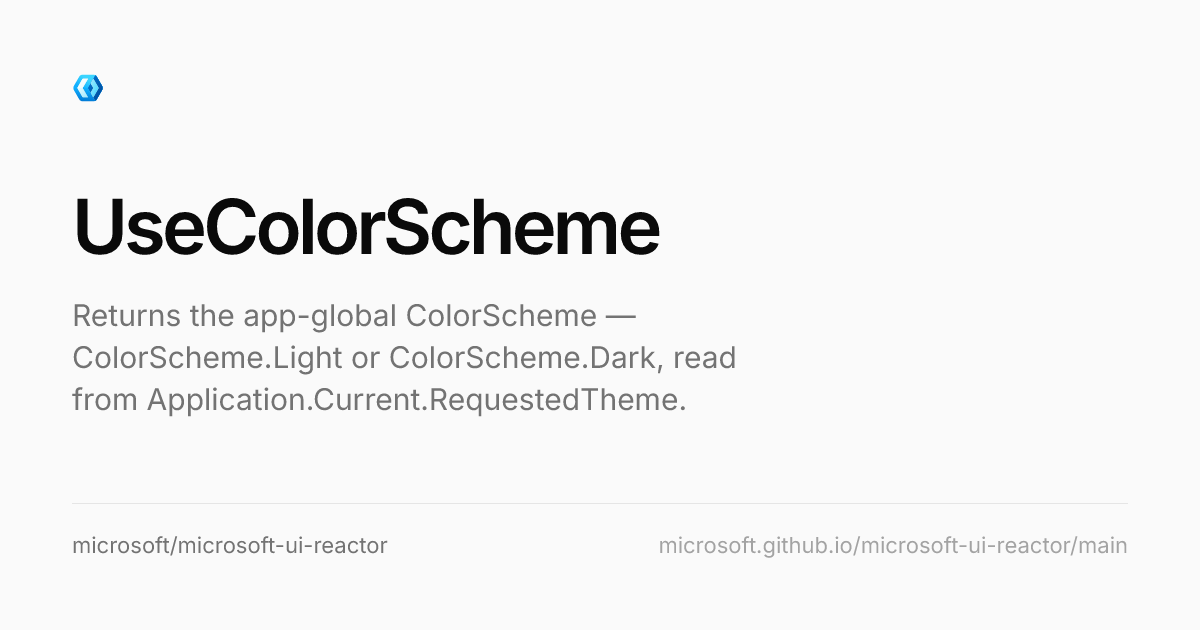 UseColorScheme
Returns the app-global ColorScheme —
ColorScheme.Light or ColorScheme.Dark, read
from Application.Current.RequestedTheme.
microsoft/microsoft-ui-reactor
microsoft.github.io/microsoft-ui-reactor/main